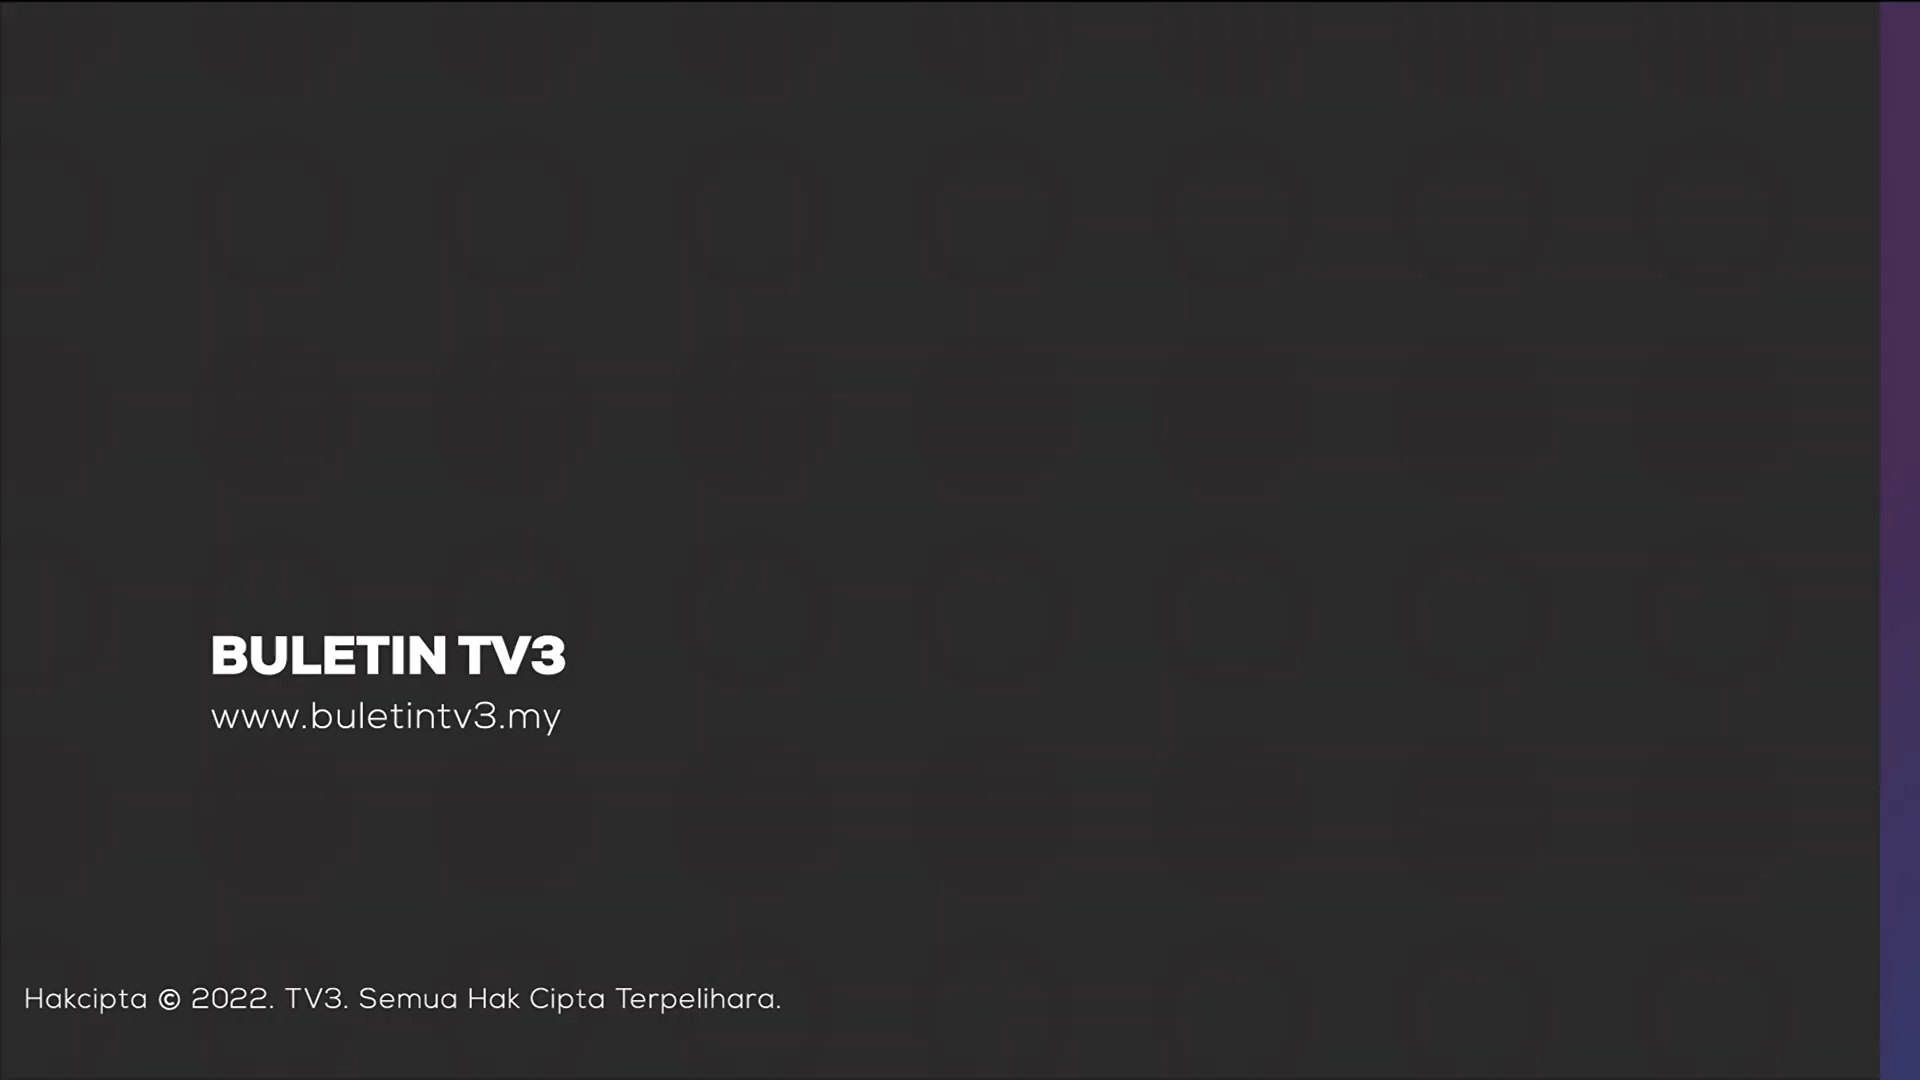 BULETIN TV3
www.buletintv3.my
Hakcipta © 2022. TV3. Semua Hak Cipta Terpelihara.